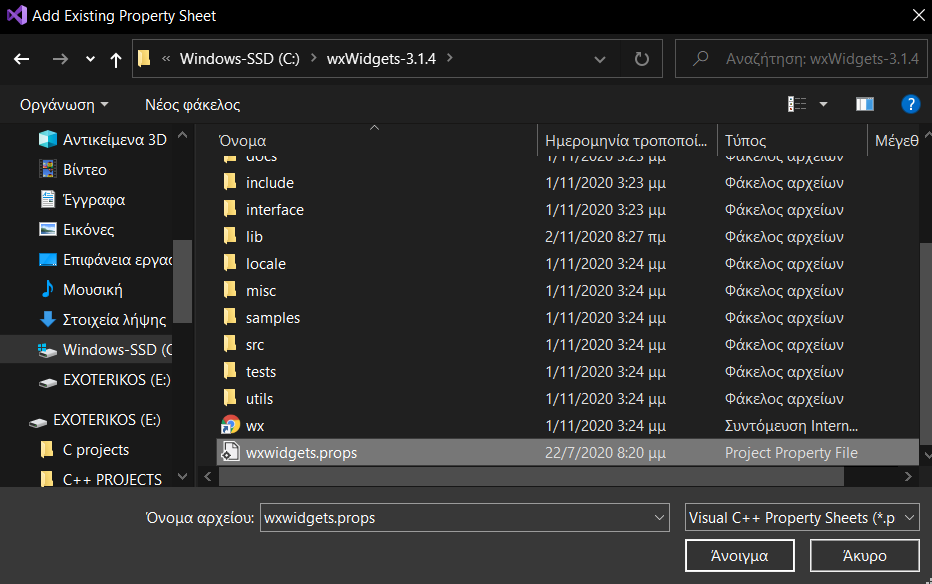 Add Existing Property Sheet
« Windows-SSD (C:) > wxWidgets-3.1.4 >
Αναζήτηση: wxWidgets-3.1.4
Οργάνωση
Νέος φάκελος
?
Αντικείμενα 3D
Βίντεο
Έγγραφα
Εικόνες
Επιφάνεια εργασ
Μουσική
Στοιχεία λήψης
Windows-SSD (C
EXOTERIKOS (E:)
EXOTERIKOS (E:)
C projects
C++ PROJECTS
Όνομα Ημερομηνία τροποποί... Τύπος Μέγεθ
docs 1/11/2020 3:23 μμ Φάκελος αρχείων
include 1/11/2020 3:23 μμ Φάκελος αρχείων
interface 1/11/2020 3:23 μμ Φάκελος αρχείων
lib 2/11/2020 8:27 πμ Φάκελος αρχείων
locale 1/11/2020 3:24 μμ Φάκελος αρχείων
misc 1/11/2020 3:24 μμ Φάκελος αρχείων
samples 1/11/2020 3:24 μμ Φάκελος αρχείων
src 1/11/2020 3:24 μμ Φάκελος αρχείων
tests 1/11/2020 3:24 μμ Φάκελος αρχείων
utils 1/11/2020 3:24 μμ Φάκελος αρχείων
wx 1/11/2020 3:24 μμ Συντόμευση Intern...
wxwidgets.props 22/7/2020 8:20 μμ Project Property File
Όνομα αρχείου: wxwidgets.props
Visual C++ Property Sheets (*.p
Άνοιγμα
Άκυρο